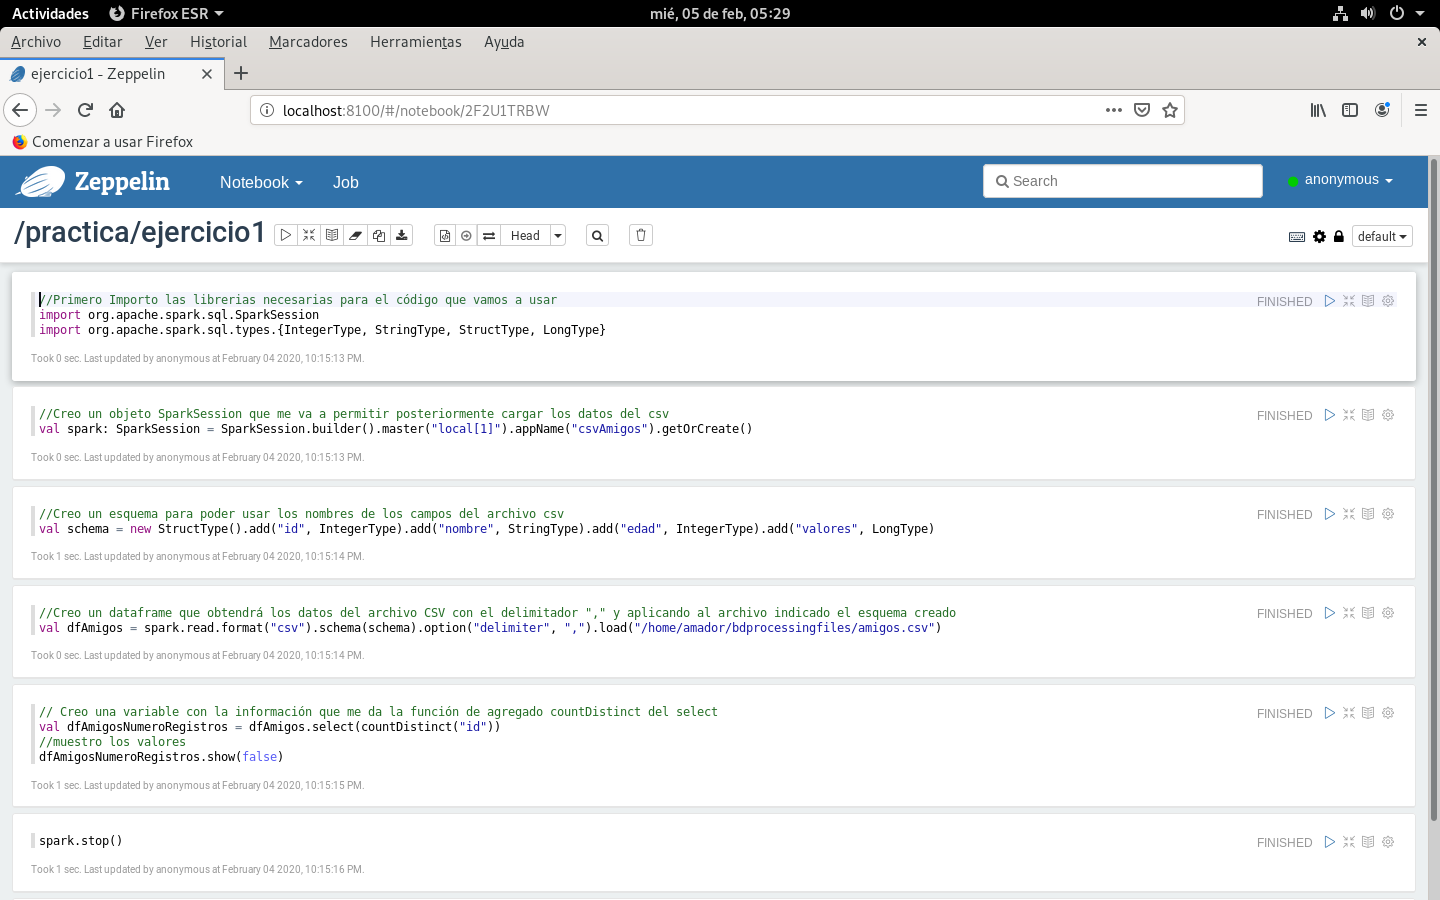 Actividades Firefox ESR mié, 05 de feb, 05:29
Archivo Editar Ver Historial Marcadores Herramientas Ayuda
ejercicio1 - Zeppelin
localhost:8100/#/notebook/2F2U1TRBW
Comenzar a usar Firefox
Zeppelin Notebook Job Search anonymous
/practica/ejercicio1 Head default
//Primero Importo las librerias necesarias para el código que vamos a usar FINISHED
import org.apache.spark.sql.SparkSession
import org.apache.spark.sql.types.{IntegerType, StringType, StructType, LongType}
Took 0 sec. Last updated by anonymous at February 04 2020, 10:15:13 PM.
//Creo un objeto SparkSession que me va a permitir posteriormente cargar los datos del csv FINISHED
val spark: SparkSession = SparkSession.builder().master("local[1]").appName("csvAmigos").getOrCreate()
Took 0 sec. Last updated by anonymous at February 04 2020, 10:15:13 PM.
//Creo un esquema para poder usar los nombres de los campos del archivo csv FINISHED
val schema = new StructType().add("id", IntegerType).add("nombre", StringType).add("edad", IntegerType).add("valores", LongType)
Took 1 sec. Last updated by anonymous at February 04 2020, 10:15:14 PM.
//Creo un dataframe que obtendrá los datos del archivo CSV con el delimitador "," y aplicando al archivo indicado el esquema creado FINISHED
val dfAmigos = spark.read.format("csv").schema(schema).option("delimiter", ",").load("/home/amador/bdprocessingfiles/amigos.csv")
Took 0 sec. Last updated by anonymous at February 04 2020, 10:15:14 PM.
// Creo una variable con la información que me da la función de agregado countDistinct del select FINISHED
val dfAmigosNumeroRegistros = dfAmigos.select(countDistinct("id"))
//muestro los valores
dfAmigosNumeroRegistros.show(false)
Took 1 sec. Last updated by anonymous at February 04 2020, 10:15:15 PM.
spark.stop() FINISHED
Took 1 sec. Last updated by anonymous at February 04 2020, 10:15:16 PM.